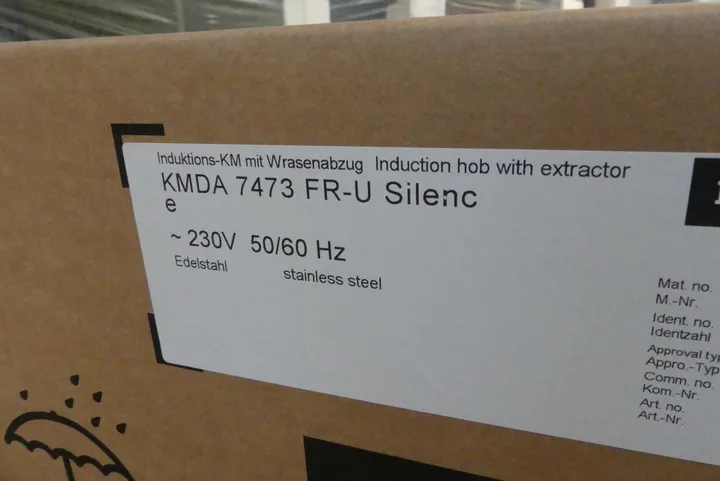 Induktions-KM mit Wrasenabzug Induction hob with extractor
KMDA 7473 FR-U Silenc
e
~ 230V 50/60 Hz
Edelstahl stainless steel
Mat. no.
M.-Nr.
Ident. no.
Identzahl
Approval typ
Appro.-Typ
Comm. no.
Kom.-Nr.
Art. no.
Art.-Nr.